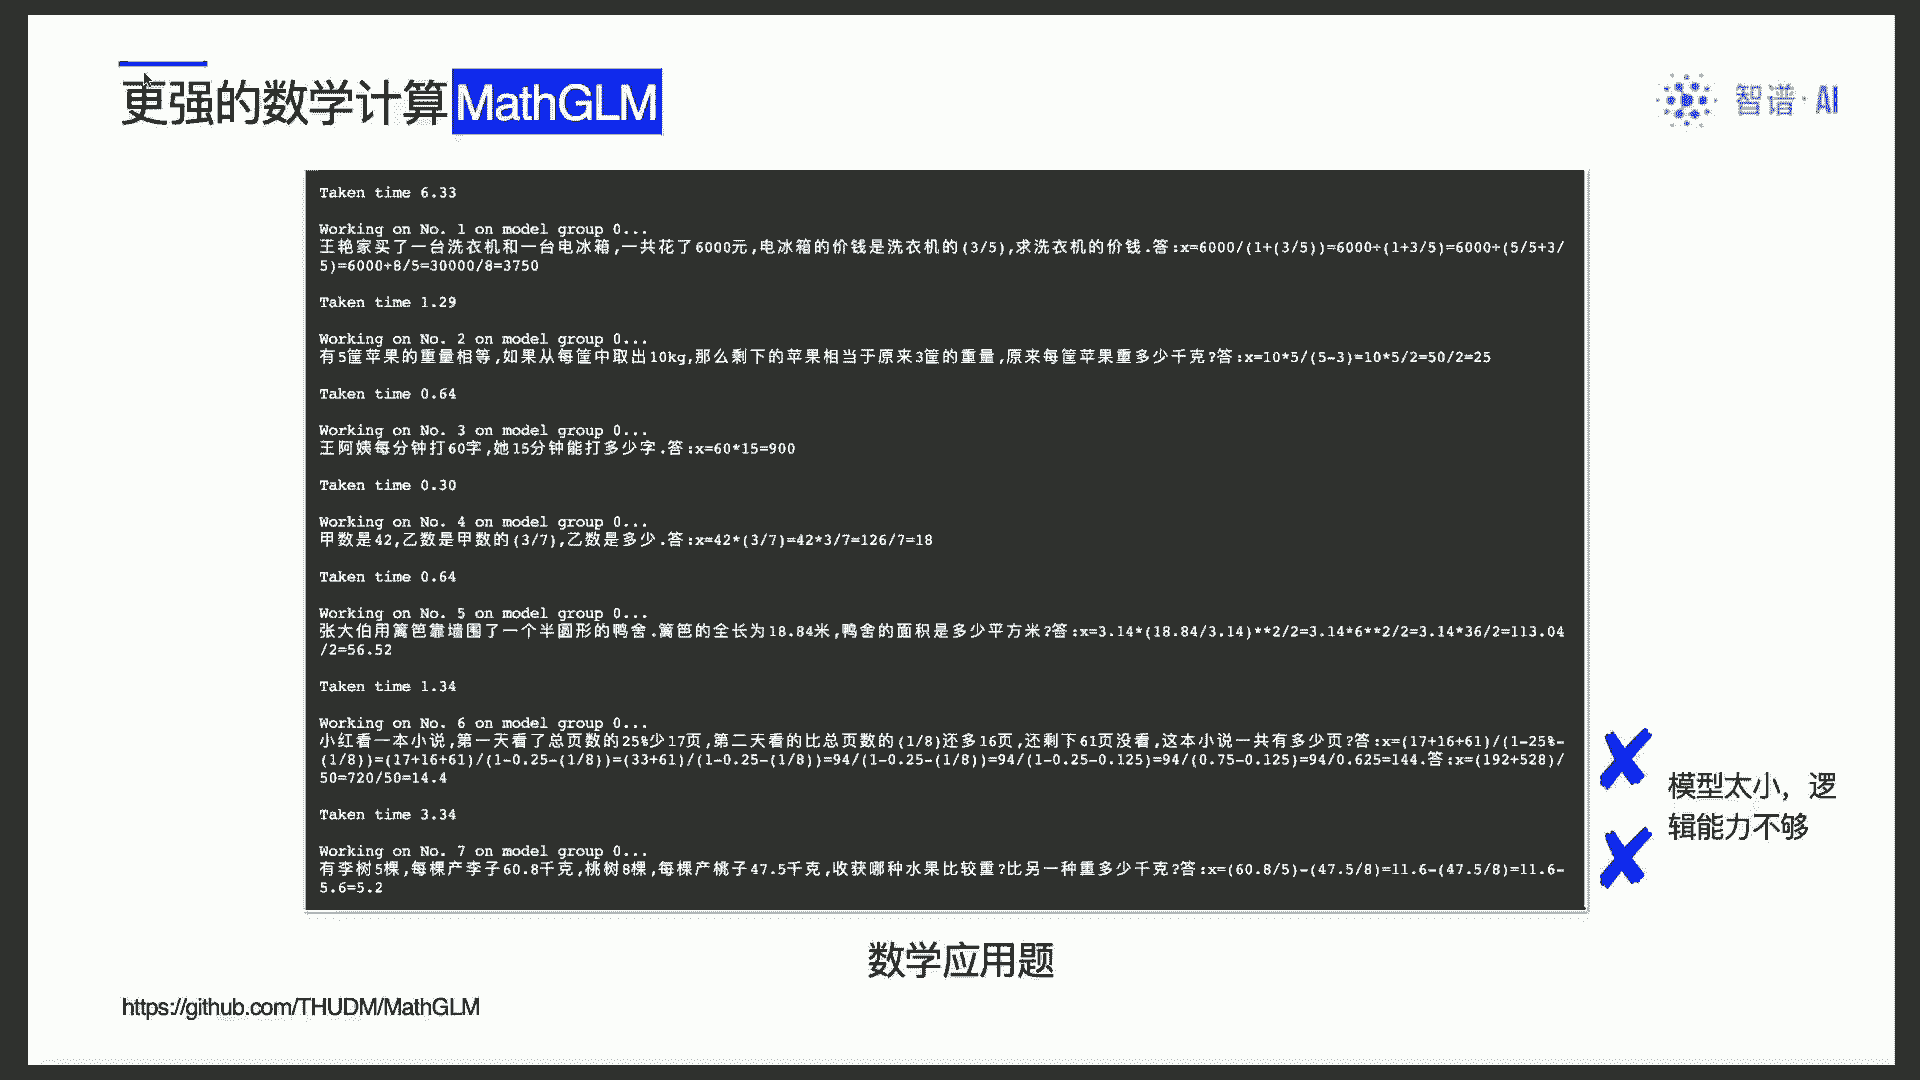 更强的数学计算 MathGLM
智谱·AI
Taken time 6.33
Working on No. 1 on model group 0...
王艳家买了一台洗衣机和一台电冰箱,一共花了6000元,电冰箱的价钱是洗衣机的(3/5),求洗衣机的价钱.答:x=6000/(1+(3/5))=6000÷(1+3/5)=6000÷(5/5+3/
5)=6000÷8/5=30000/8=3750
Taken time 1.29
Working on No. 2 on model group 0...
有5筐苹果的重量相等,如果从每筐中取出10kg,那么剩下的苹果相当于原来3筐的重量,原来每筐苹果重多少千克?答:x=10*5/(5-3)=10*5/2=50/2=25
Taken time 0.64
Working on No. 3 on model group 0...
王阿姨每分钟打60字,她15分钟能打多少字.答:x=60*15=900
Taken time 0.30
Working on No. 4 on model group 0...
甲数是42,乙数是甲数的(3/7),乙数是多少.答:x=42*(3/7)=42*3/7=126/7=18
Taken time 0.64
Working on No. 5 on model group 0...
张大伯用篱笆靠墙围了一个半圆形的鸭舍.篱笆的全长为18.84米,鸭舍的面积是多少平方米?答:x=3.14*(18.84/3.14)**2/2=3.14*6**2/2=3.14*36/2=113.04
/2=56.52
Taken time 1.34
Working on No. 6 on model group 0...
小红看一本小说,第一天看了总页数的25%少17页,第二天看的比总页数的(1/8)还多16页,还剩下61页没看,这本小说一共有多少页?答:x=(17+16+61)/(1-25%-
(1/8))=(17+16+61)/(1-0.25-(1/8))=(33+61)/(1-0.25-(1/8))=94/(1-0.25-(1/8))=94/(1-0.25-0.125)=94/(0.75-0.125)=94/0.625=144.答:x=(192+528)/
50=720/50=14.4
Taken time 3.34
Working on No. 7 on model group 0...
有李树5棵,每棵产李子60.8千克,桃树8棵,每棵产桃子47.5千克,收获哪种水果比较重?比另一种重多少千克?答:x=(60.8/5)-(47.5/8)=11.6-(47.5/8)=11.6-
5.6=5.2
模型太小，逻
辑能力不够
数学应用题
https://github.com/THUDM/MathGLM